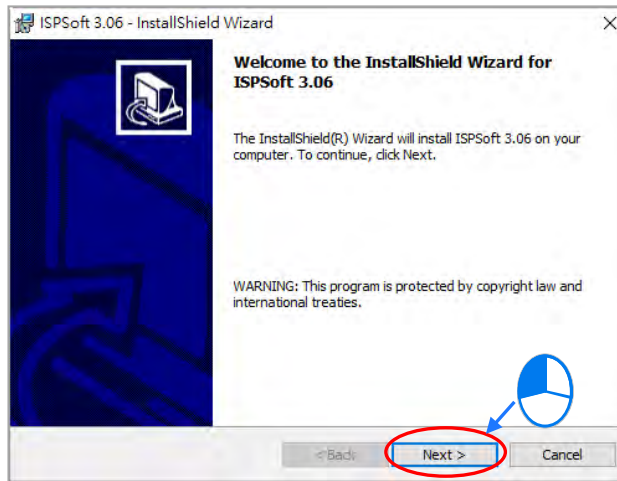 ISPSoft 3.06 - InstallShield Wizard
Welcome to the InstallShield Wizard for
ISPSoft 3.06
The InstallShield(R) Wizard will install ISPSoft 3.06 on your
computer. To continue, click Next.
WARNING: This program is protected by copyright law and
international treaties.
< Back Next > Cancel